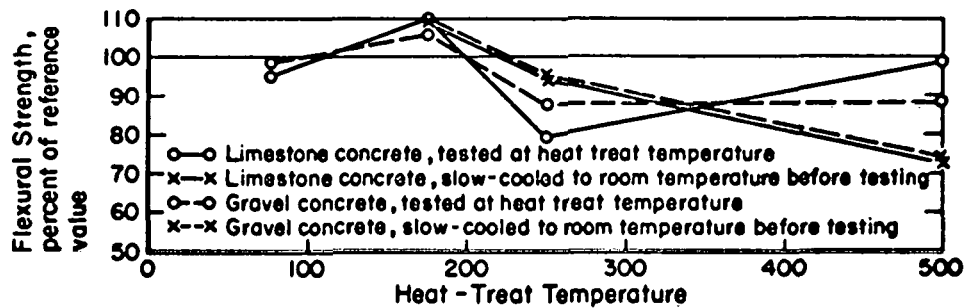 Flexural Strength,
percent of reference
value
110
100
90
80
70
60
50
Limestone concrete, tested at heat treat temperature
Limestone concrete, slow-cooled to room temperature before testing
Gravel concrete, tested at heat treat temperature
Gravel concrete, slow-cooled to room temperature before testing
0 100 200 300 400 500
Heat-Treat Temperature